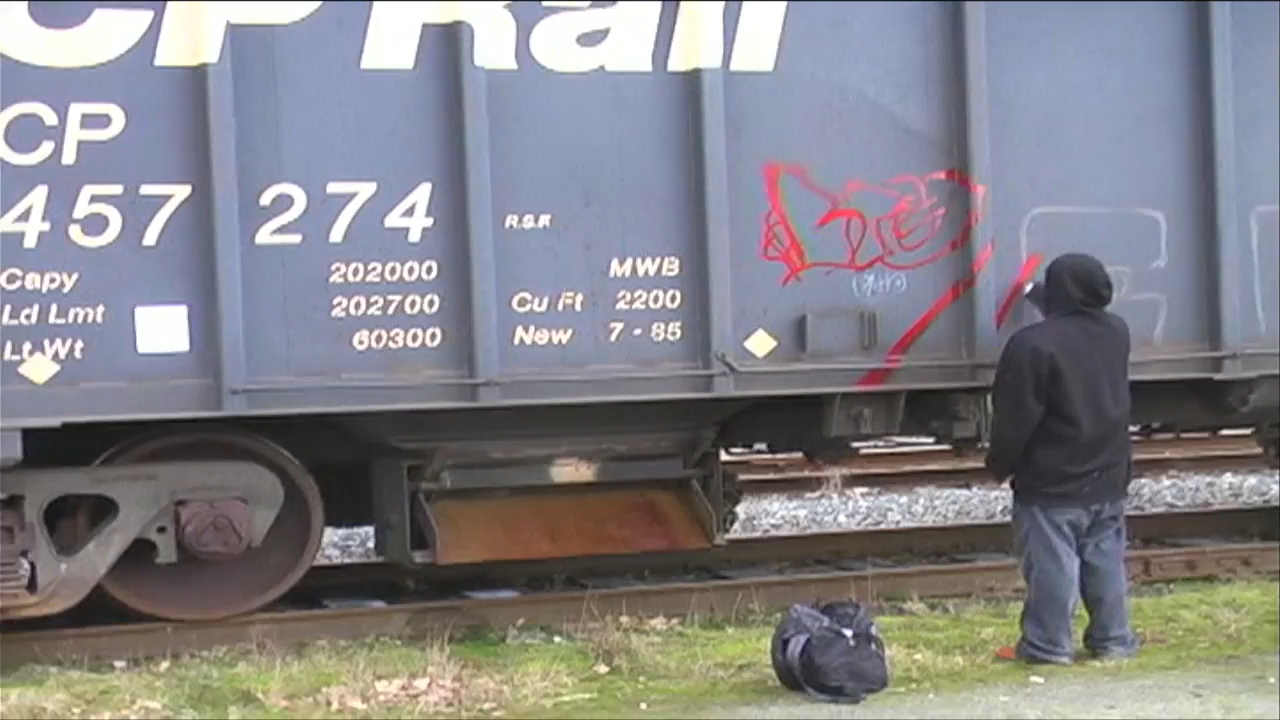 CP Rail
CP
457 274
Capy 202000
Ld Lmt 202700
Lt Wt 60300
R.S.R.
MWB
Cu Ft 2200
New 7-85